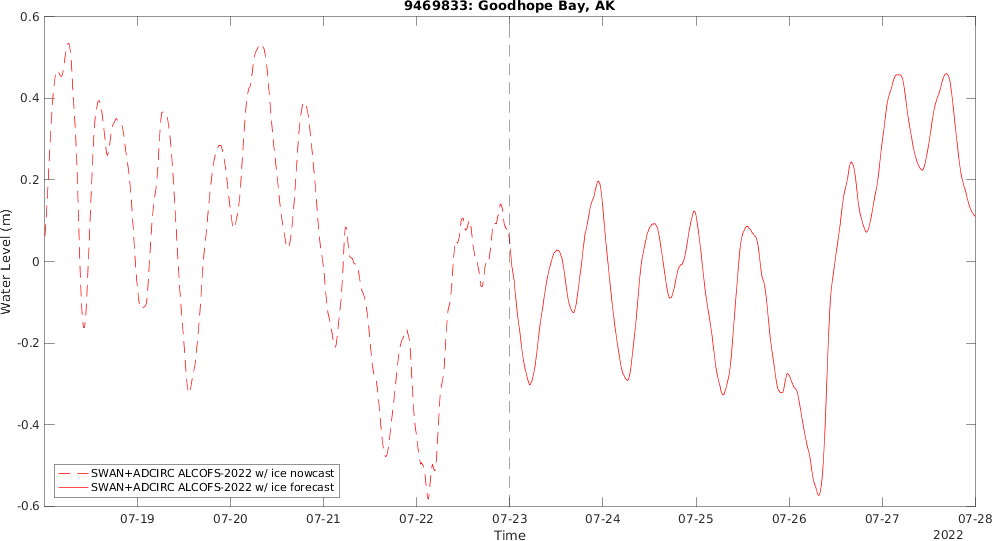 9469833: Goodhope Bay, AK
0.6
0.4
0.2
0
-0.2
-0.4
-0.6
Water Level (m)
SWAN+ADCIRC ALCOFS-2022 w/ ice nowcast
SWAN+ADCIRC ALCOFS-2022 w/ ice forecast
07-19 07-20 07-21 07-22 07-23 07-24 07-25 07-26 07-27 07-28
Time
2022